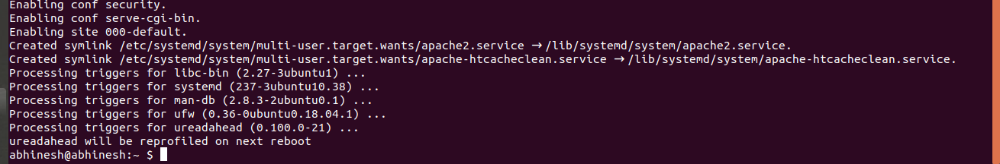 Enabling conf security.
Enabling conf serve-cgi-bin.
Enabling site 000-default.
Created symlink /etc/systemd/system/multi-user.target.wants/apache2.service → /lib/systemd/system/apache2.service.
Created symlink /etc/systemd/system/multi-user.target.wants/apache-htcacheclean.service → /lib/systemd/system/apache-htcacheclean.service.
Processing triggers for libc-bin (2.27-3ubuntu1) ...
Processing triggers for systemd (237-3ubuntu10.38) ...
Processing triggers for man-db (2.8.3-2ubuntu0.1) ...
Processing triggers for ufw (0.36-0ubuntu0.18.04.1) ...
Processing triggers for ureadahead (0.100.0-21) ...
ureadahead will be reprofiled on next reboot
abhinesh@abhinesh:~ $